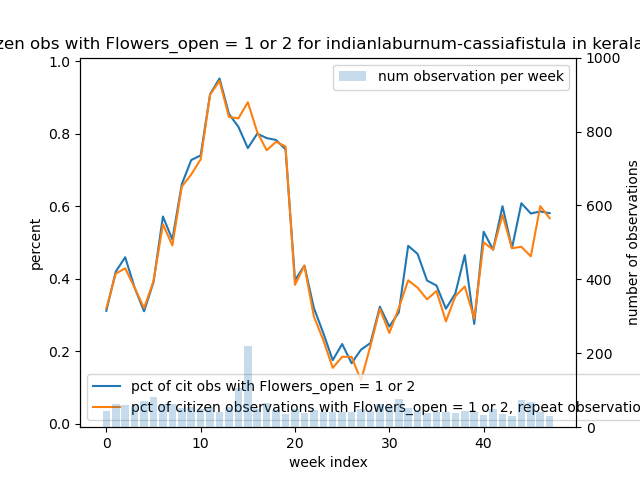 zen obs with Flowers_open = 1 or 2 for indianlaburnum-cassiafistula in kerala
num observation per week
percent
number of observations
1.0
0.8
0.6
0.4
0.2
0.0
1000
800
600
400
200
0
pct of cit obs with Flowers_open = 1 or 2
pct of citizen observations with Flowers_open = 1 or 2, repeat observatio
0 10 20 30 40
week index